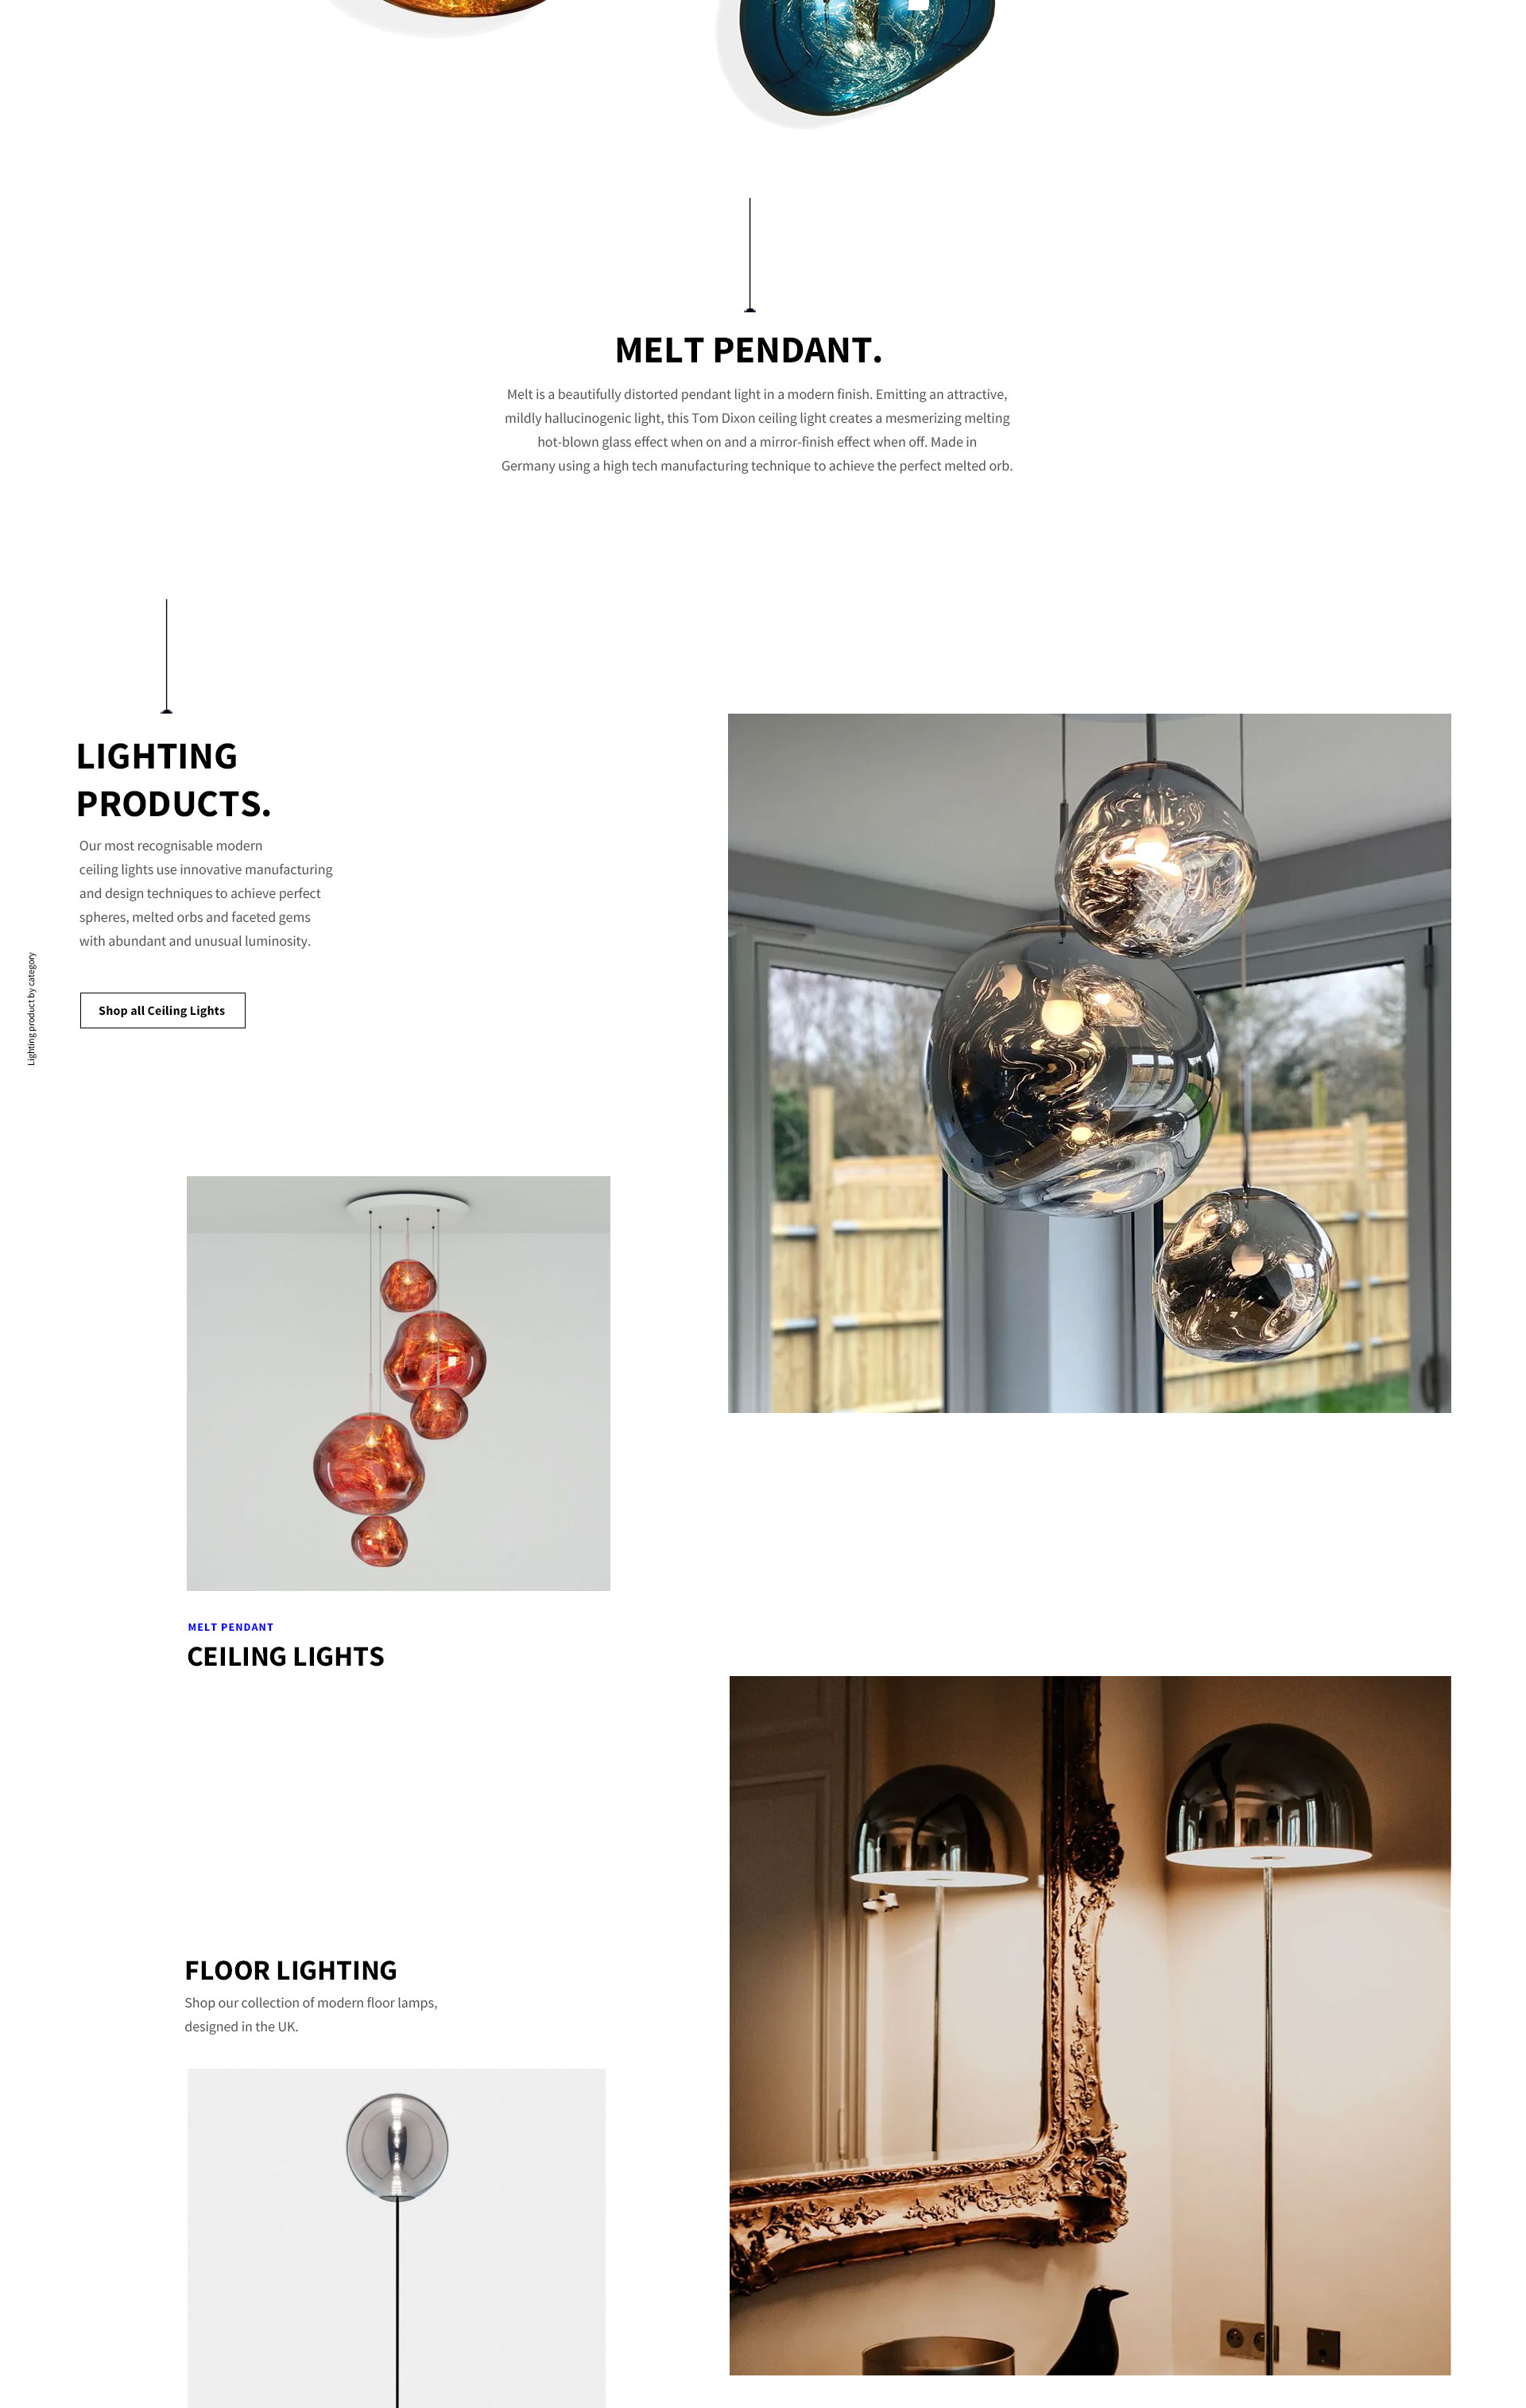 MELT PENDANT.
Melt is a beautifully distorted pendant light in a modern finish. Emitting an attractive,
mildly hallucinogenic light, this Tom Dixon ceiling light creates a mesmerizing melting
hot-blown glass effect when on and a mirror-finish effect when off. Made in
Germany using a high tech manufacturing technique to achieve the perfect melted orb.
LIGHTING
PRODUCTS.
Our most recognisable modern
ceiling lights use innovative manufacturing
and design techniques to achieve perfect
spheres, melted orbs and faceted gems
with abundant and unusual luminosity.
Lighting product by category
Shop all Ceiling Lights
MELT PENDANT
CEILING LIGHTS
FLOOR LIGHTING
Shop our collection of modern floor lamps,
designed in the UK.